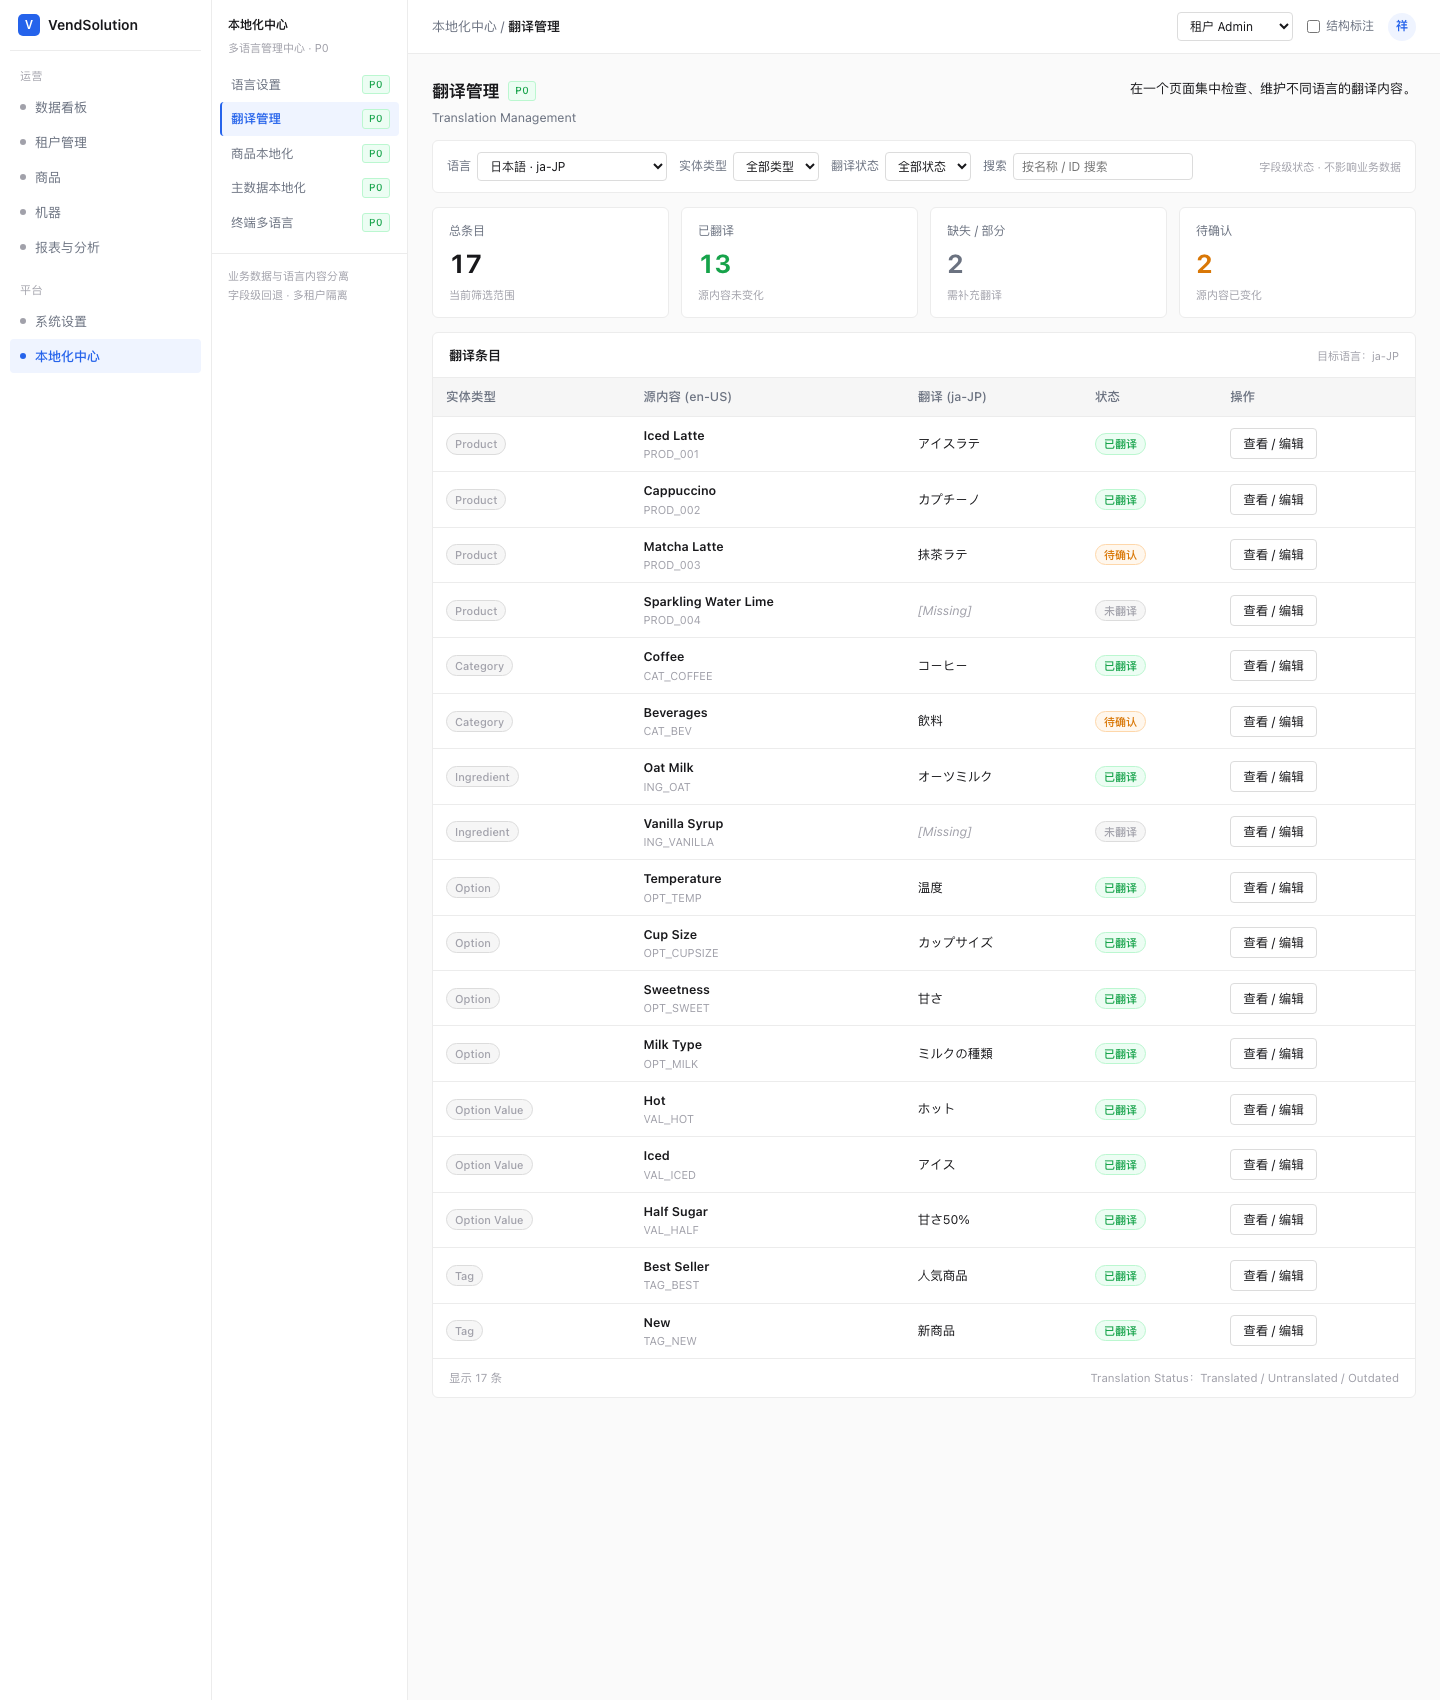 V VendSolution
运营
数据看板
租户管理
商品
机器
报表与分析
平台
系统设置
本地化中心
本地化中心
多语言管理中心 · P0
语言设置 P0
翻译管理 P0
商品本地化 P0
主数据本地化 P0
终端多语言 P0
业务数据与语言内容分离
字段级回退 · 多租户隔离
本地化中心 / 翻译管理
租户 Admin 结构标注 祥
翻译管理 P0
Translation Management
在一个页面集中检查、维护不同语言的翻译内容。
语言 日本語 · ja-JP 实体类型 全部类型 翻译状态 全部状态 搜索 按名称 / ID 搜索 字段级状态 · 不影响业务数据
总条目
17
当前筛选范围
已翻译
13
源内容未变化
缺失 / 部分
2
需补充翻译
待确认
2
源内容已变化
翻译条目 目标语言：ja-JP
实体类型 源内容 (en-US) 翻译 (ja-JP) 状态 操作
Product Iced Latte アイスラテ 已翻译 查看 / 编辑
PROD_001
Product Cappuccino カプチーノ 已翻译 查看 / 编辑
PROD_002
Product Matcha Latte 抹茶ラテ 待确认 查看 / 编辑
PROD_003
Product Sparkling Water Lime [Missing] 未翻译 查看 / 编辑
PROD_004
Category Coffee コーヒー 已翻译 查看 / 编辑
CAT_COFFEE
Category Beverages 飲料 待确认 查看 / 编辑
CAT_BEV
Ingredient Oat Milk オーツミルク 已翻译 查看 / 编辑
ING_OAT
Ingredient Vanilla Syrup [Missing] 未翻译 查看 / 编辑
ING_VANILLA
Option Temperature 温度 已翻译 查看 / 编辑
OPT_TEMP
Option Cup Size カップサイズ 已翻译 查看 / 编辑
OPT_CUPSIZE
Option Sweetness 甘さ 已翻译 查看 / 编辑
OPT_SWEET
Option Milk Type ミルクの種類 已翻译 查看 / 编辑
OPT_MILK
Option Value Hot ホット 已翻译 查看 / 编辑
VAL_HOT
Option Value Iced アイス 已翻译 查看 / 编辑
VAL_ICED
Option Value Half Sugar 甘さ50% 已翻译 查看 / 编辑
VAL_HALF
Tag Best Seller 人気商品 已翻译 查看 / 编辑
TAG_BEST
Tag New 新商品 已翻译 查看 / 编辑
TAG_NEW
显示 17 条 Translation Status：Translated / Untranslated / Outdated